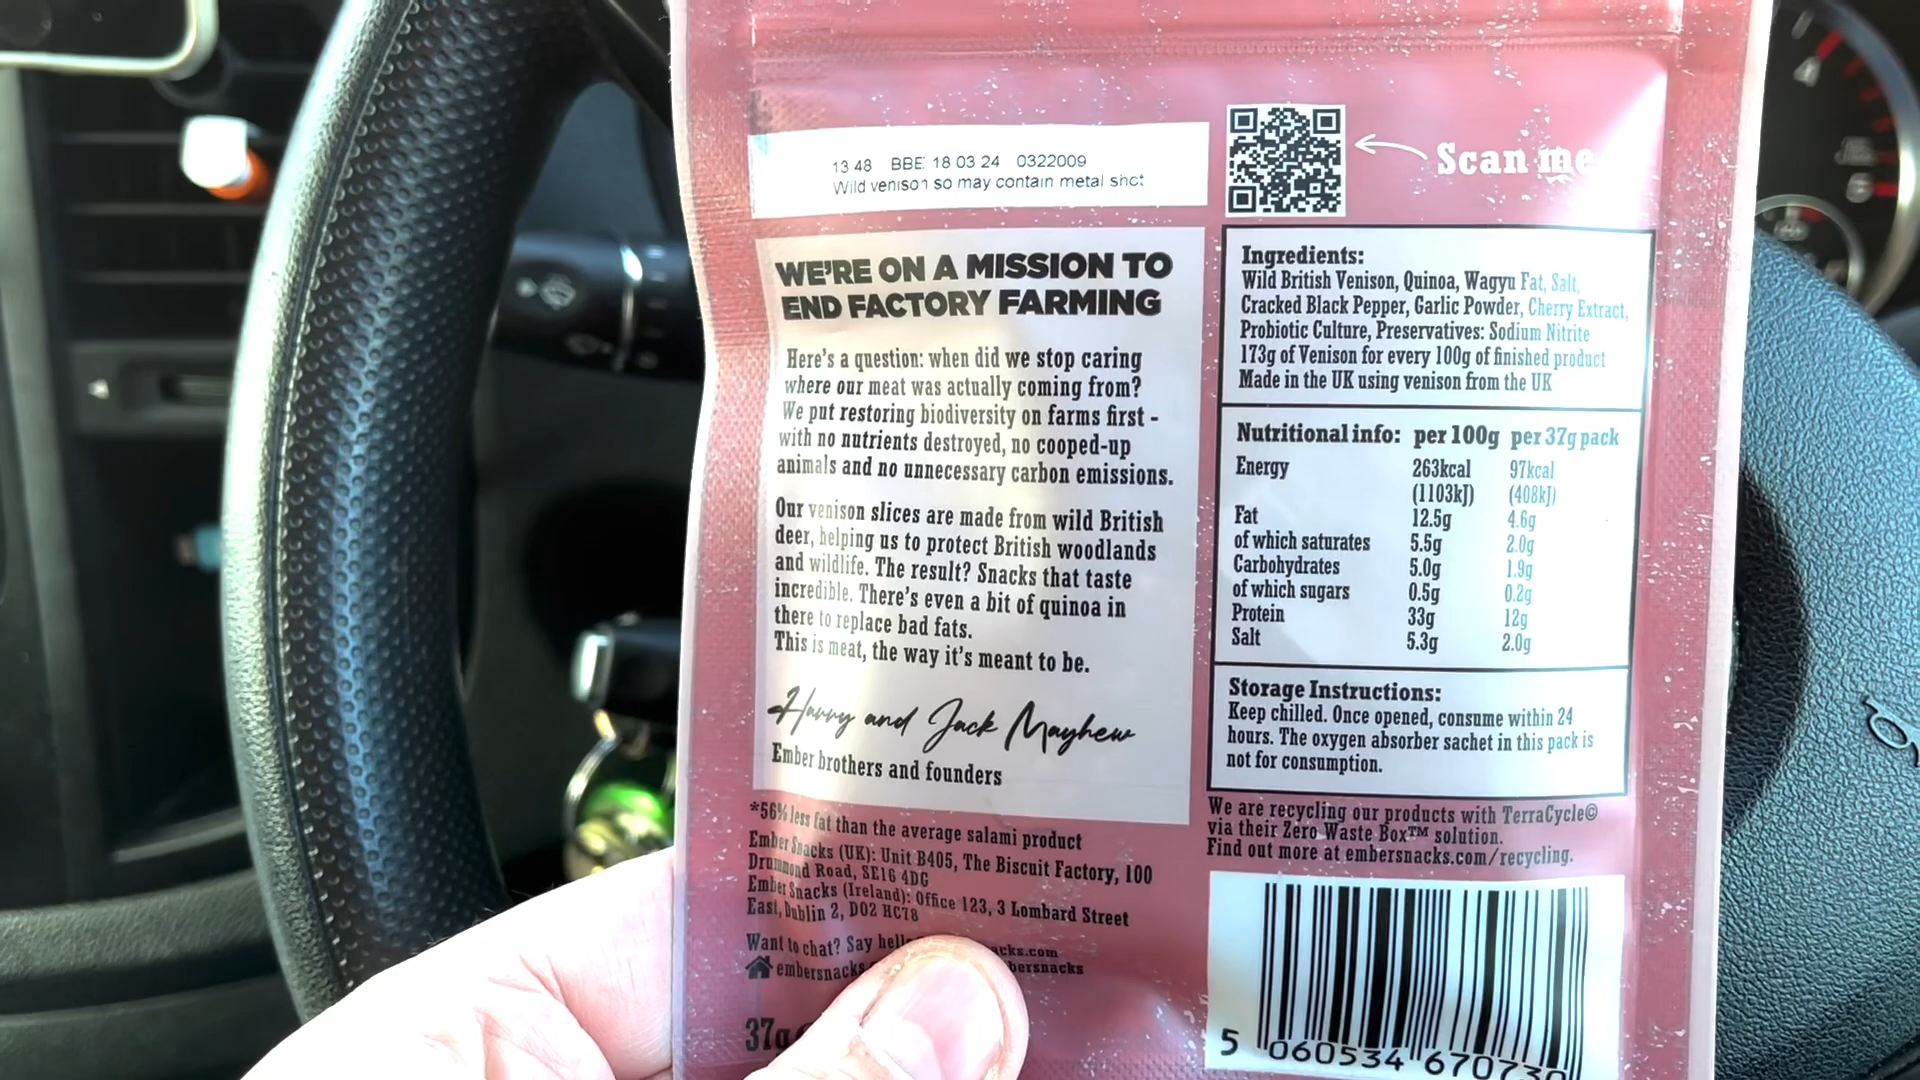 13 48 BBE 18 03 24 0322009
Wild venison so may contain metal shot
Scan me
WE'RE ON A MISSION TO
END FACTORY FARMING
Here's a question: when did we stop caring
where our meat was actually coming from?
We put restoring biodiversity on farms first -
with no nutrients destroyed, no cooped-up
animals and no unnecessary carbon emissions.
Our venison slices are made from wild British
deer, helping us to protect British woodlands
and wildlife. The result? Snacks that taste
incredible. There's even a bit of quinoa in
there to replace bad fats.
This is meat, the way it's meant to be.
Harry and Jack Mayhew
Ember brothers and founders
*56% less fat than the average salami product
Ember Snacks (UK): Unit B405, The Biscuit Factory, 100
Drummond Road, SE16 4DG
Ember Snacks (Ireland): Office 123, 3 Lombard Street
East, Dublin 2, D02 HC78
Want to chat? Say
embersnacks
37g
Ingredients:
Wild British Venison, Quinoa, Wagyu Fat, Salt,
Cracked Black Pepper, Garlic Powder, Cherry Extract,
Probiotic Culture, Preservatives: Sodium Nitrite
173g of Venison for every 100g of finished product
Made in the UK using venison from the UK
Nutritional info: per 100g per 37g pack
Energy 263kcal 97kcal
(1103kJ) (408kJ)
Fat 12.5g 4.6g
of which saturates 5.5g 2.0g
Carbohydrates 5.0g 1.9g
of which sugars 0.5g 0.2g
Protein 33g 12g
Salt 5.3g 2.0g
Storage Instructions:
Keep chilled. Once opened, consume within 24
hours. The oxygen absorber sachet in this pack is
not for consumption.
We are recycling our products with TerraCycle©
via their Zero Waste Box™ solution.
Find out more at embersnacks.com/recycling.
5 060534 670730
4
6